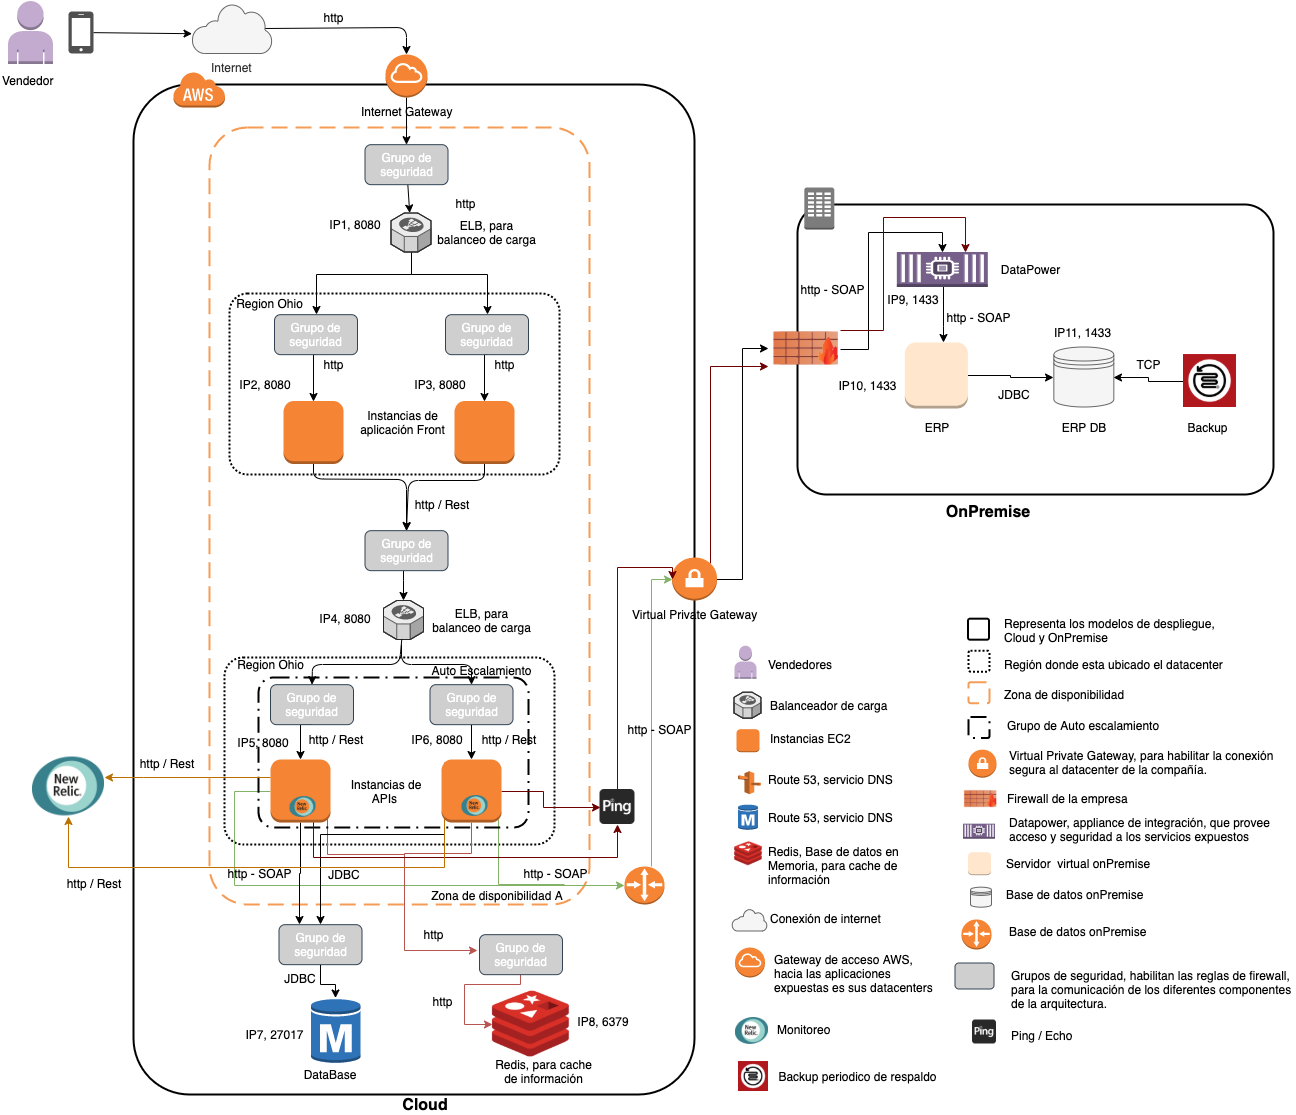 http
Internet
Vendedor
AWS
Internet Gateway
Grupo de
seguridad
http
IP1, 8080
ELB, para
balanceo de carga
Region Ohio
Grupo de
seguridad
Grupo de
seguridad
http
http
IP2, 8080
IP3, 8080
Instancias de
aplicación Front
http / Rest
Grupo de
seguridad
IP4, 8080
ELB, para
balanceo de carga
Region Ohio
Auto Escalamiento
Grupo de
seguridad
Grupo de
seguridad
IP5, 8080
http / Rest
IP6, 8080
http / Rest
Instancias de
APIs
New
Relic.
New
Relic.
New
Relic.
http / Rest
http / Rest
Ping
http - SOAP
JDBC
http - SOAP
Zona de disponibilidad A
Grupo de
seguridad
JDBC
IP7, 27017
M
DataBase
http
Grupo de
seguridad
http
IP8, 6379
Redis, para cache
de información
Cloud
http - SOAP
Virtual Private Gateway
http - SOAP
DataPower
IP9, 1433
http - SOAP
IP10, 1433
ERP
JDBC
IP11, 1433
ERP DB
TCP
Backup
OnPremise
Vendedores
Balanceador de carga
Instancias EC2
Route 53, servicio DNS
M
Route 53, servicio DNS
Redis, Base de datos en
Memoria, para cache de
información
Conexión de internet
Gateway de acceso AWS,
hacia las aplicaciones
expuestas es sus datacenters
New
Relic.
Monitoreo
Backup periodico de respaldo
Representa los modelos de despliegue,
Cloud y OnPremise
Región donde esta ubicado el datacenter
Zona de disponibilidad
Grupo de Auto escalamiento
Virtual Private Gateway, para habilitar la conexión
segura al datacenter de la compañía.
Firewall de la empresa
Datapower, appliance de integración, que provee
acceso y seguridad a los servicios expuestos
Servidor virtual onPremise
Base de datos onPremise
Base de datos onPremise
Grupos de seguridad, habilitan las reglas de firewall,
para la comunicación de los diferentes componentes
de la arquitectura.
Ping
Ping / Echo